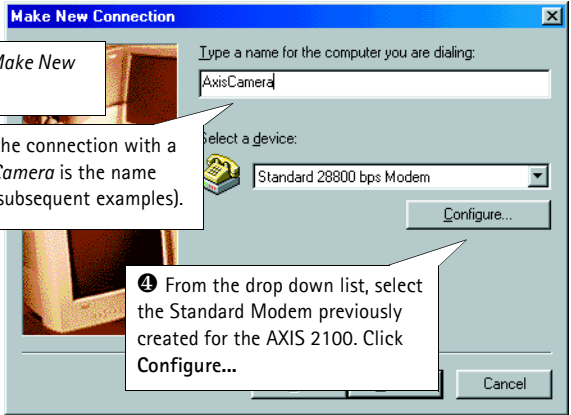 Make New Connection
Type a name for the computer you are dialing:
Make New
AxisCamera
the connection with a
Camera is the name
subsequent examples).
Select a device:
Standard 28800 bps Modem
Configure...
❹ From the drop down list, select
the Standard Modem previously
created for the AXIS 2100. Click
Configure...
Cancel